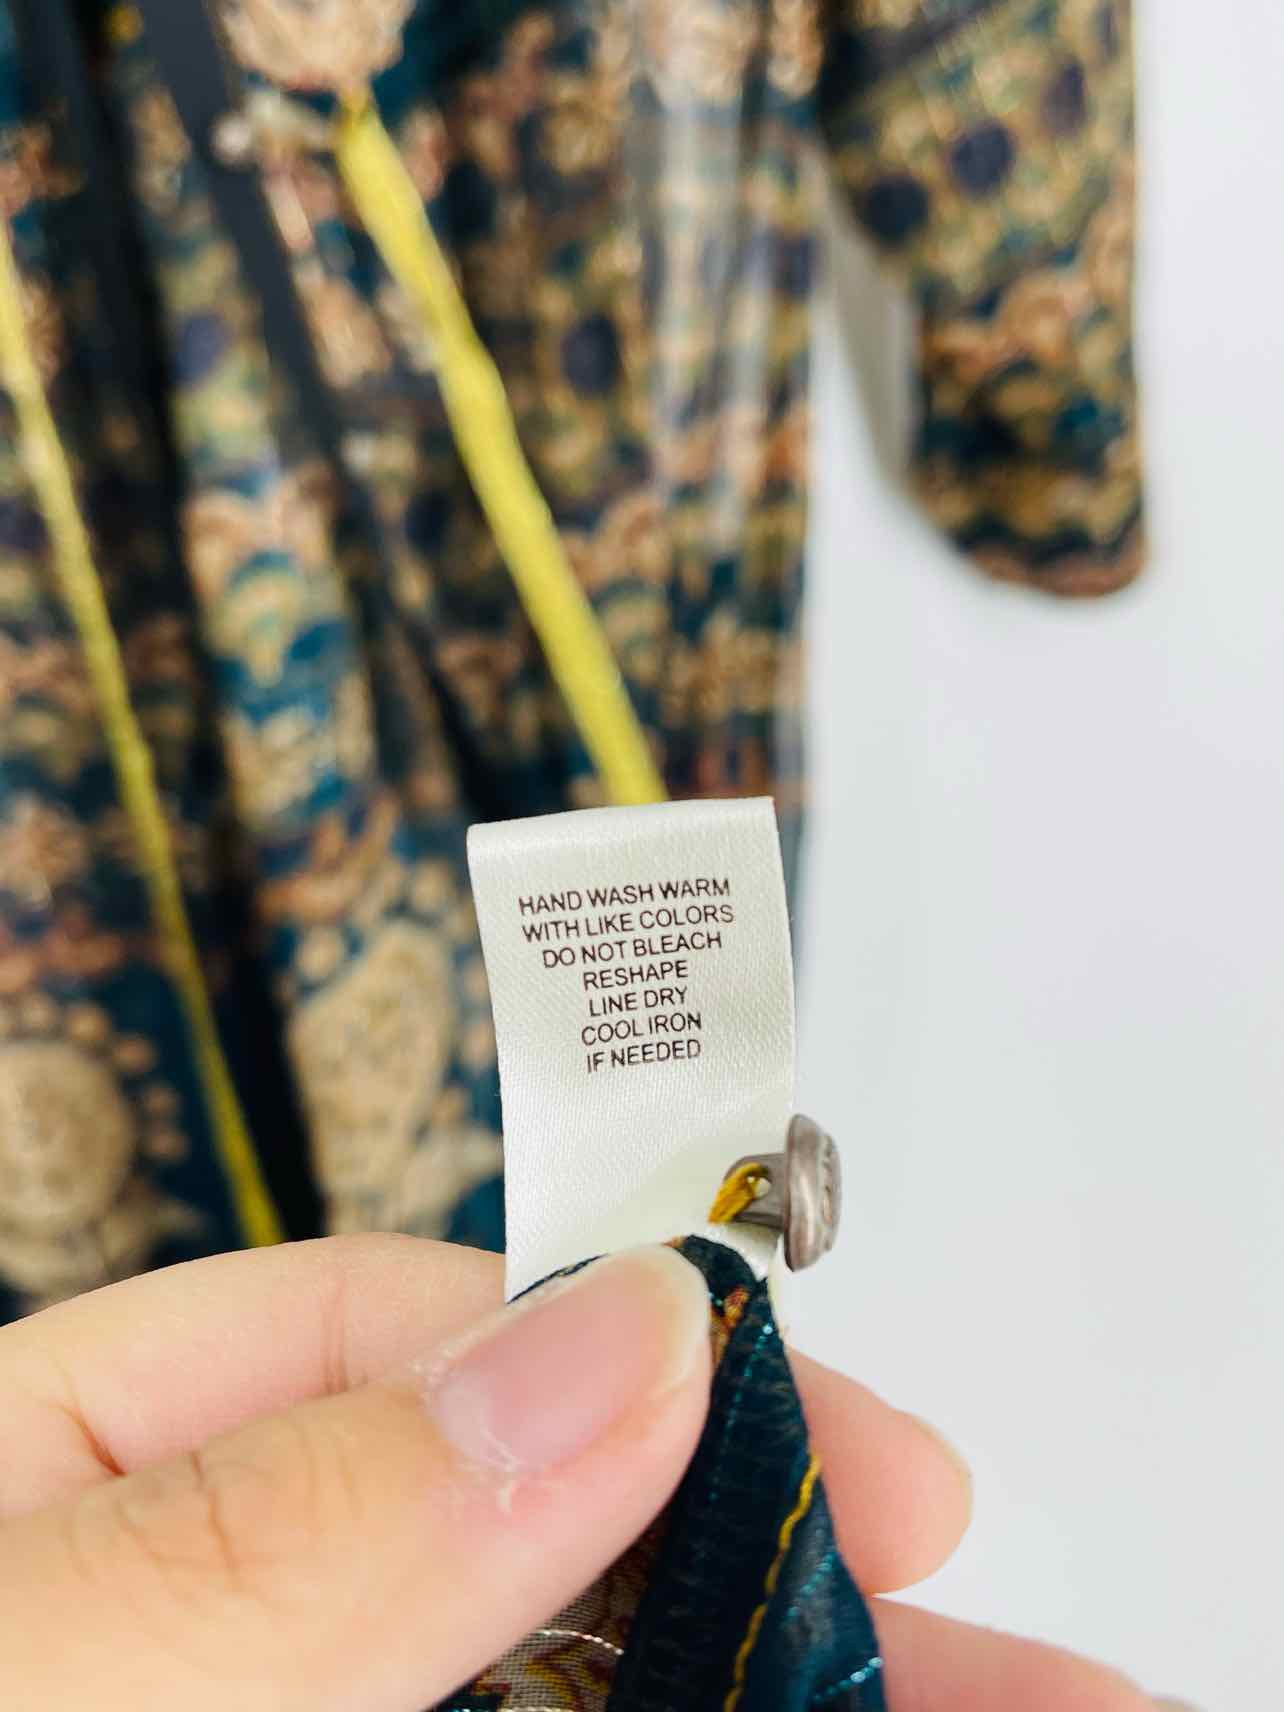 HAND WASH WARM
WITH LIKE COLORS
DO NOT BLEACH
RESHAPE
LINE DRY
COOL IRON
IF NEEDED